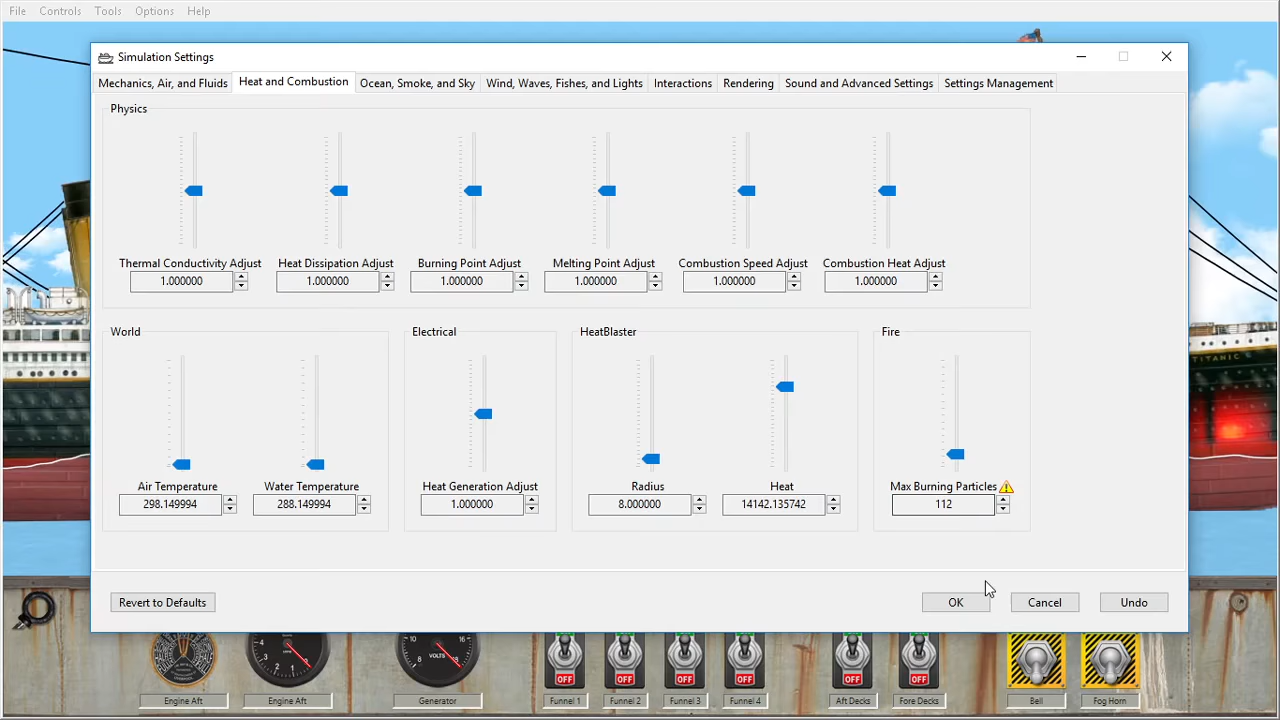 File Controls Tools Options Help
Simulation Settings
Mechanics, Air, and Fluids Heat and Combustion Ocean, Smoke, and Sky Wind, Waves, Fishes, and Lights Interactions Rendering Sound and Advanced Settings Settings Management
Physics
Thermal Conductivity Adjust Heat Dissipation Adjust Burning Point Adjust Melting Point Adjust Combustion Speed Adjust Combustion Heat Adjust
1.000000 1.000000 1.000000 1.000000 1.000000 1.000000
World Electrical HeatBlaster Fire
TITANIC
Air Temperature Water Temperature Heat Generation Adjust Radius Heat Max Burning Particles
298.149994 288.149994 1.000000 8.000000 14142.135742 112
Revert to Defaults OK Cancel Undo
10 16
8 VOLTS
OFF OFF OFF OFF OFF OFF
Engine Aft Engine Aft Generator Funnel 1 Funnel 2 Funnel 3 Funnel 4 Aft Decks Fore Decks Bell Fog Horn